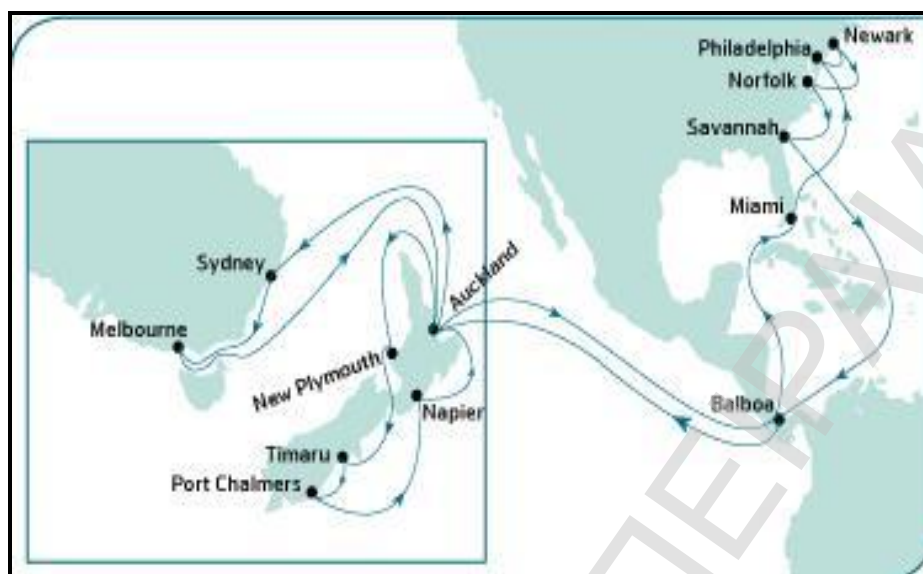 Newark
Philadelphia
Norfolk
Savannah
Miami
Sydney
Auckland
Melbourne
New Plymouth
Napier
Balboa
Timaru
Port Chalmers